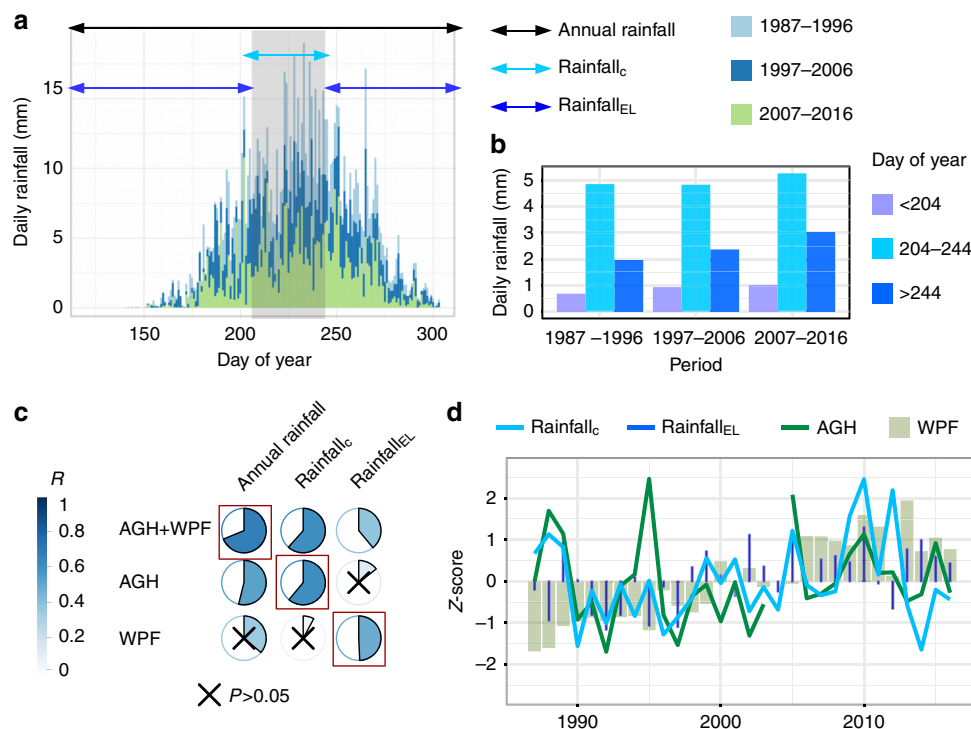 a
Annual rainfall
Rainfallc
RainfallEL
1987–1996
1997–2006
2007–2016
Daily rainfall (mm)
15
10
5
0
150
200
250
300
Day of year
b
Daily rainfall (mm)
5
4
3
2
1
0
1987 –1996
1997–2006
2007–2016
Period
Day of year
<204
204–244
>244
c
R
1
0.8
0.6
0.4
0.2
0
Annual rainfall
Rainfallc
RainfallEL
AGH+WPF
AGH
WPF
P>0.05
d
Rainfallc
RainfallEL
AGH
WPF
Z-score
2
1
0
−1
−2
1990
2000
2010